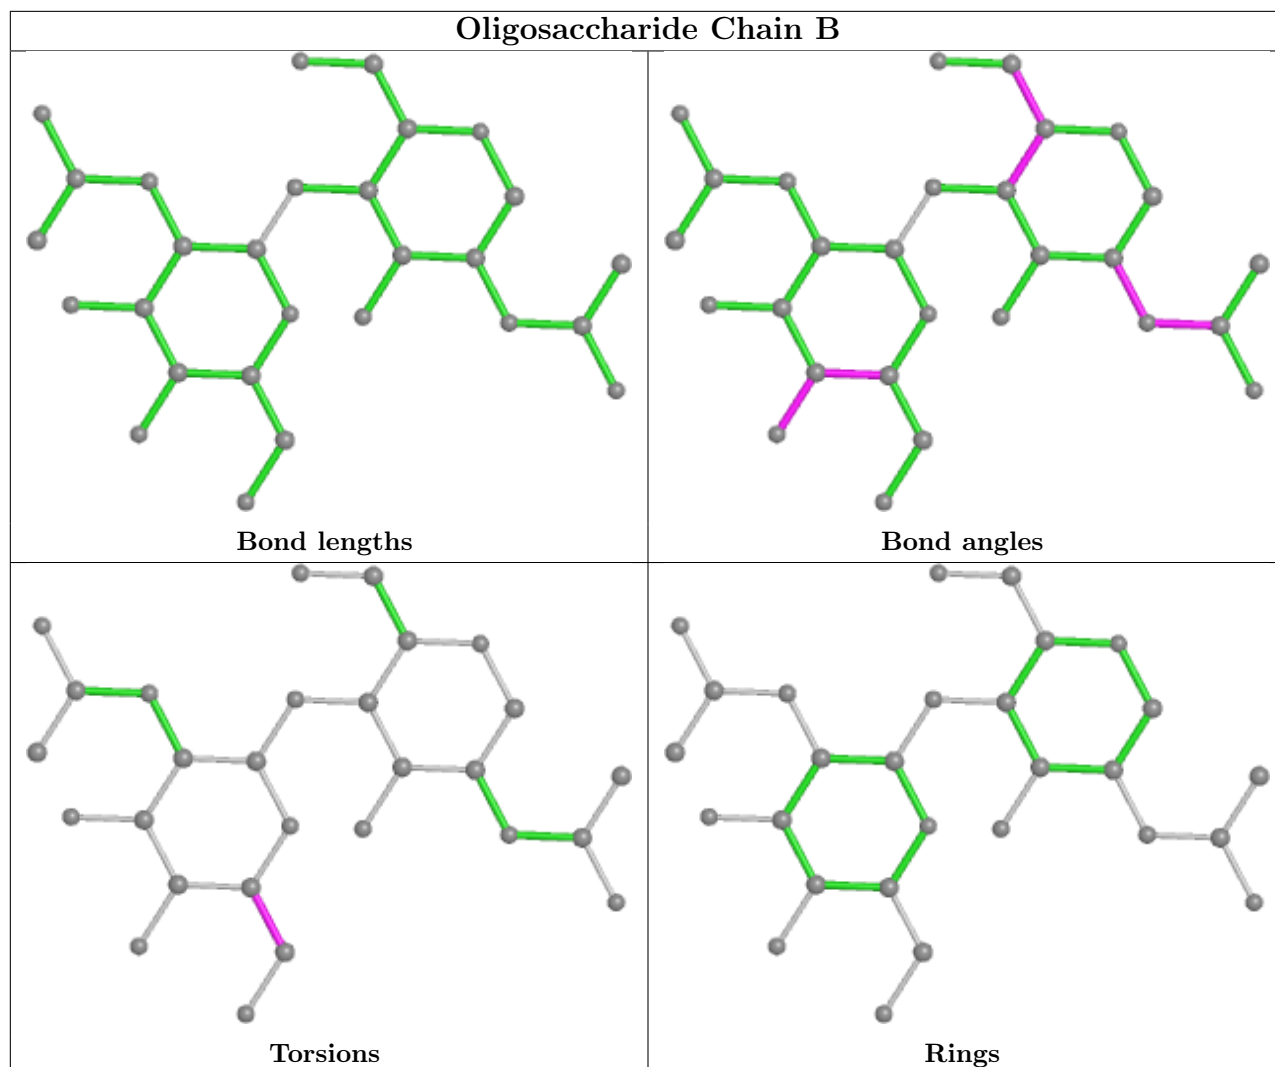 Oligosaccharide Chain B
Bond lengths
Bond angles
Torsions
Rings